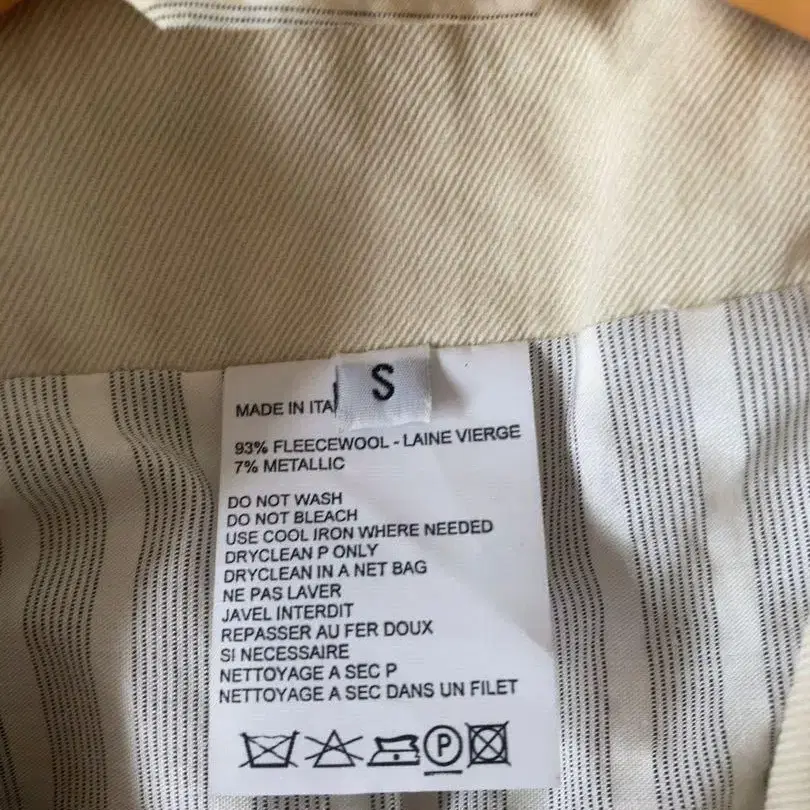 S
MADE IN ITA
93% FLEECEWOOL - LAINE VIERGE
7% METALLIC
DO NOT WASH
DO NOT BLEACH
USE COOL IRON WHERE NEEDED
DRYCLEAN P ONLY
DRYCLEAN IN A NET BAG
NE PAS LAVER
JAVEL INTERDIT
REPASSER AU FER DOUX
SI NECESSAIRE
NETTOYAGE A SEC P
NETTOYAGE A SEC DANS UN FILET
P